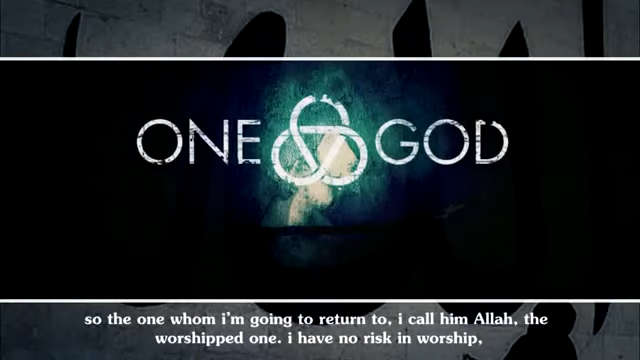 ONE GOD
so the one whom i'm going to return to, i call him Allah, the
worshipped one. i have no risk in worship,